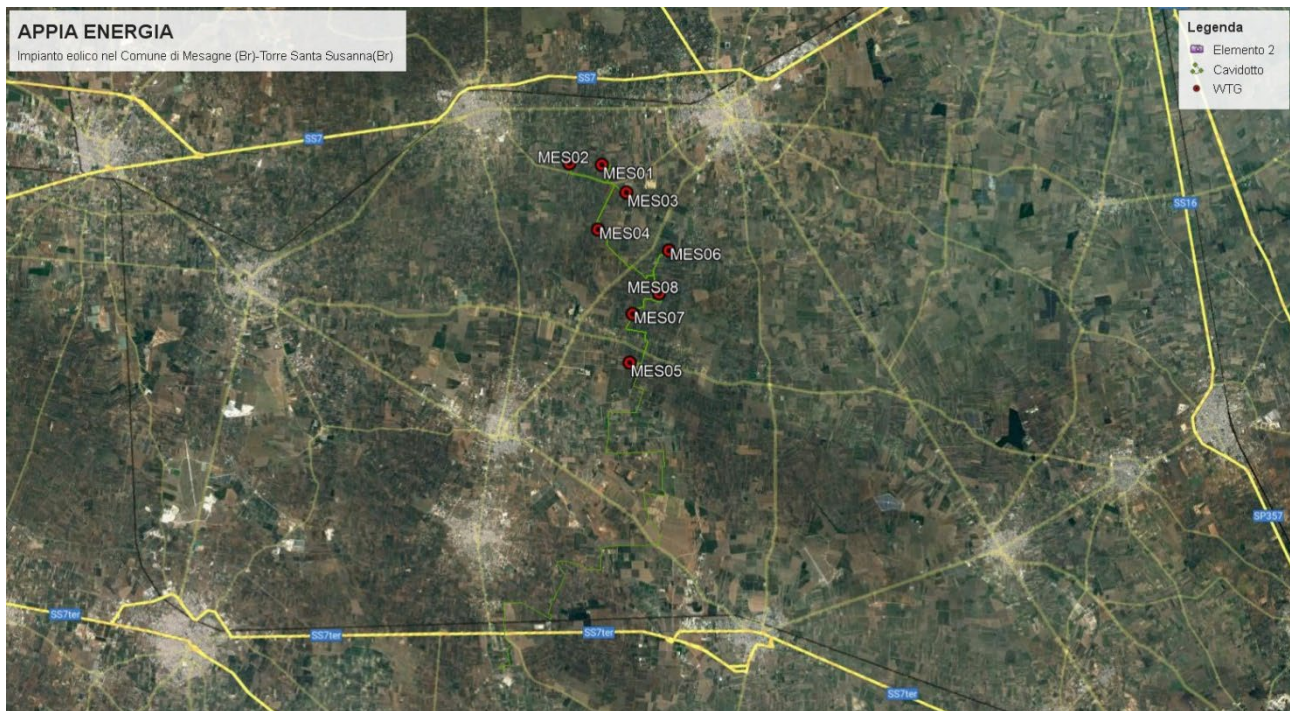 APPIA ENERGIA
Impianto eolico nel Comune di Mesagne (Br)-Torre Santa Susanna(Br)
Legenda
Elemento 2
Cavidotto
WTG
SS7
SS7
MES02
MES01
MES03
SS16
MES04
MES06
MES08
MES07
MES05
SP357
SS7ter
SS7ter
SS7ter
SS7ter